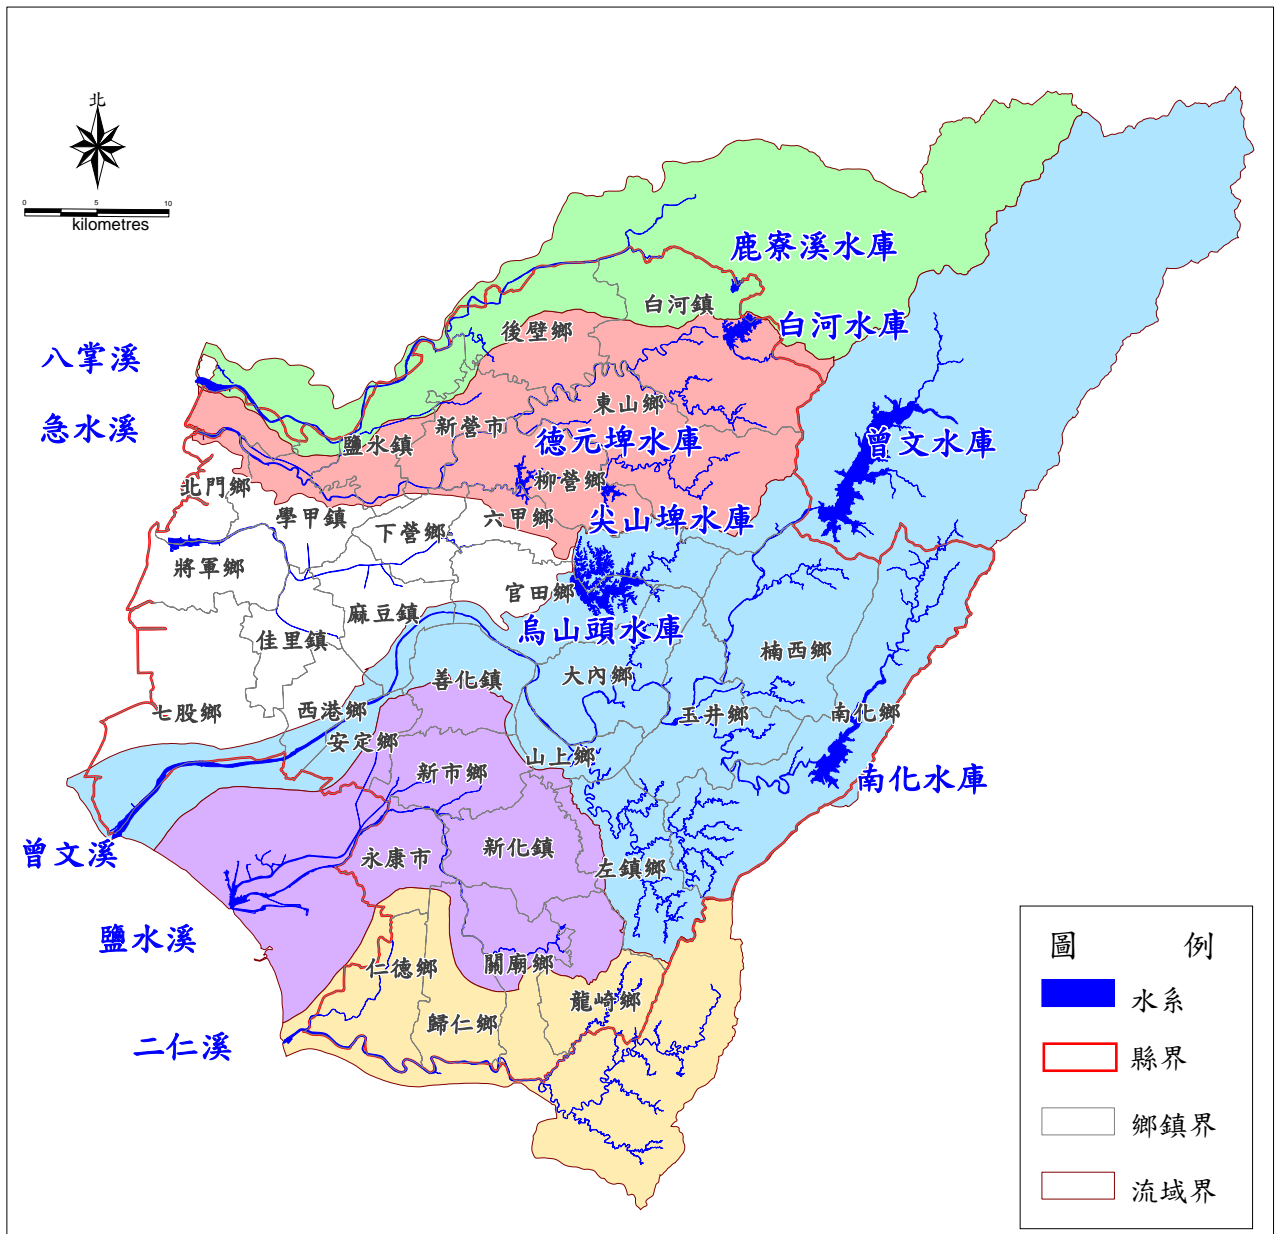 北
0 5 10
kilometres
鹿寮溪水庫
白河鎮
白河水庫
後壁鄉
八掌溪
急水溪
東山鄉
新營市
鹽水鎮
德元埤水庫
曾文水庫
柳營鄉
北門鄉
六甲鄉
尖山埤水庫
學甲鎮
下營鄉
將軍鄉
官田鄉
麻豆鎮
烏山頭水庫
佳里鎮
楠西鄉
大內鄉
善化鎮
七股鄉
西港鄉
玉井鄉
南化鄉
安定鄉
山上鄉
新市鄉
南化水庫
曾文溪
永康市
新化鎮
左鎮鄉
鹽水溪
仁德鄉
關廟鄉
龍崎鄉
歸仁鄉
二仁溪
圖 例
水系
縣界
鄉鎮界
流域界